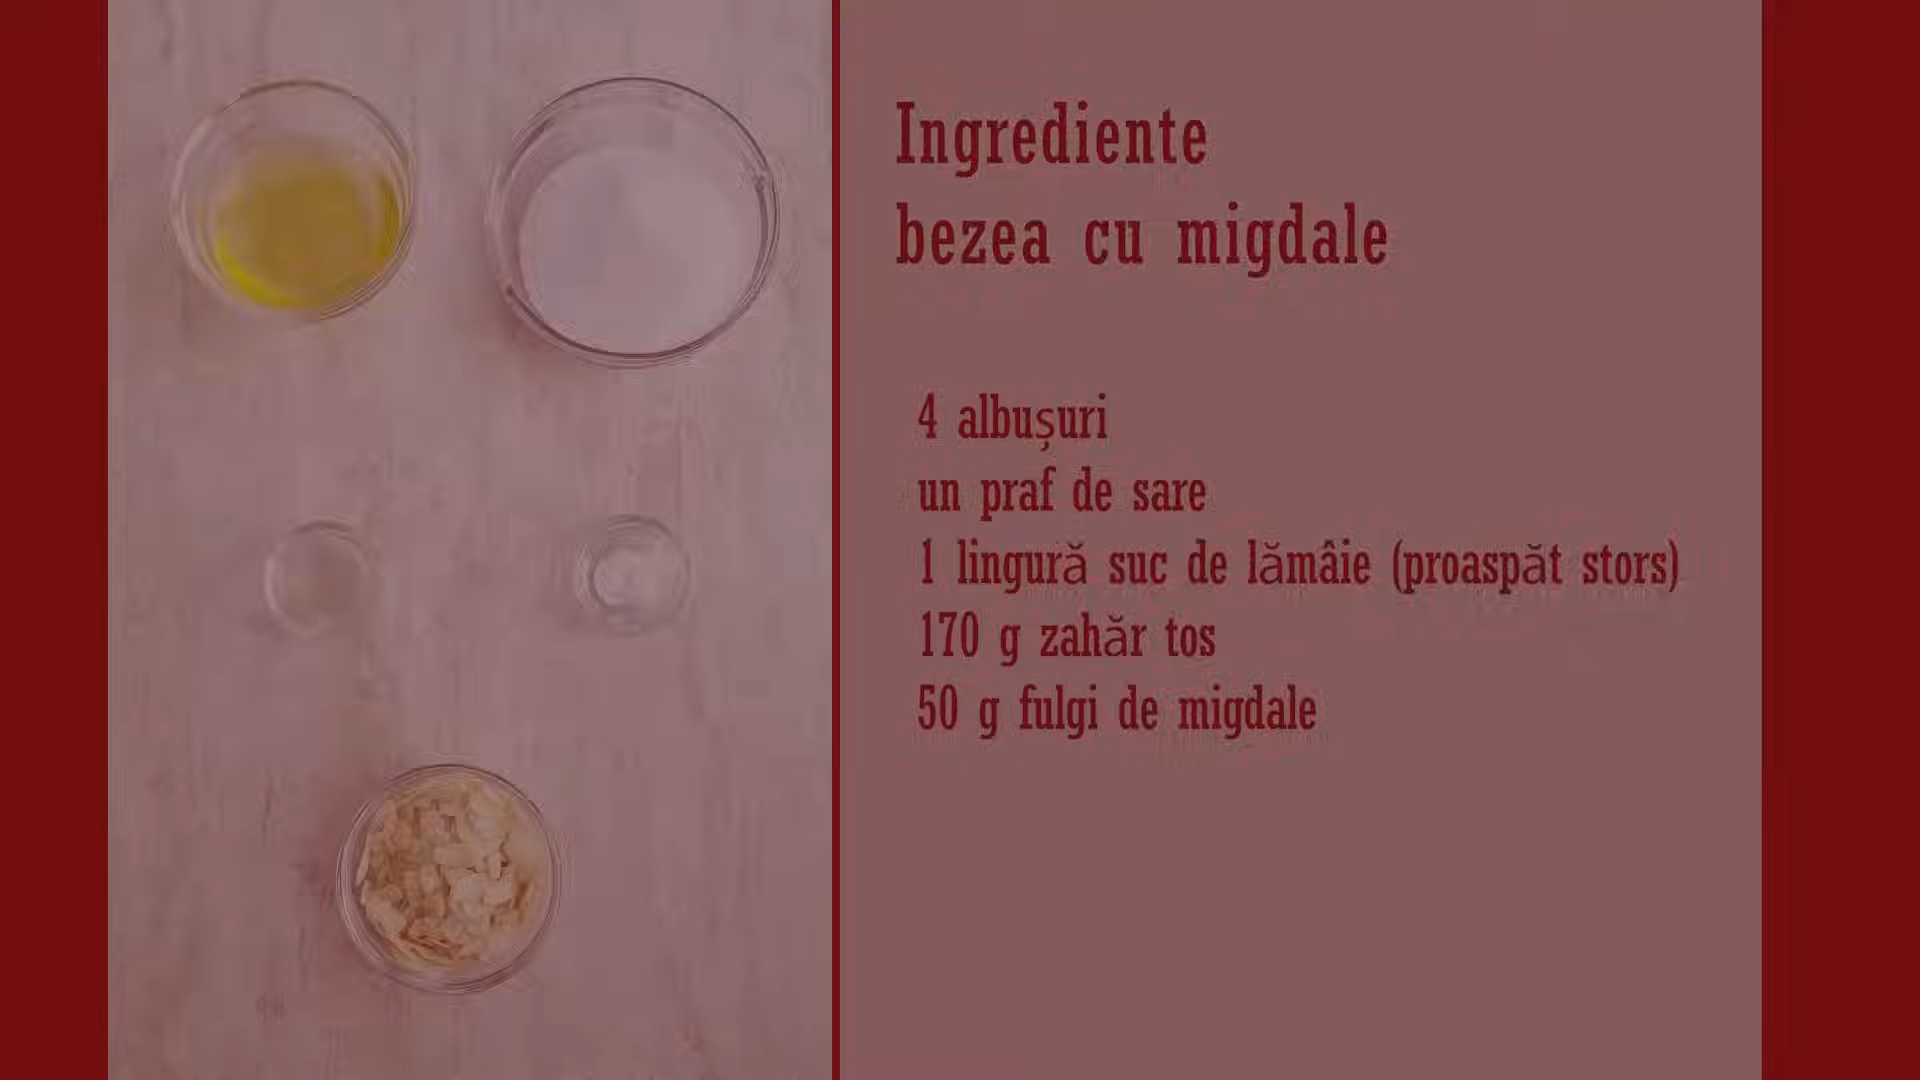 Ingrediente
bezea cu migdale
4 albușuri
un praf de sare
1 lingură suc de lămâie (proaspăt stors)
170 g zahăr tos
50 g fulgi de migdale